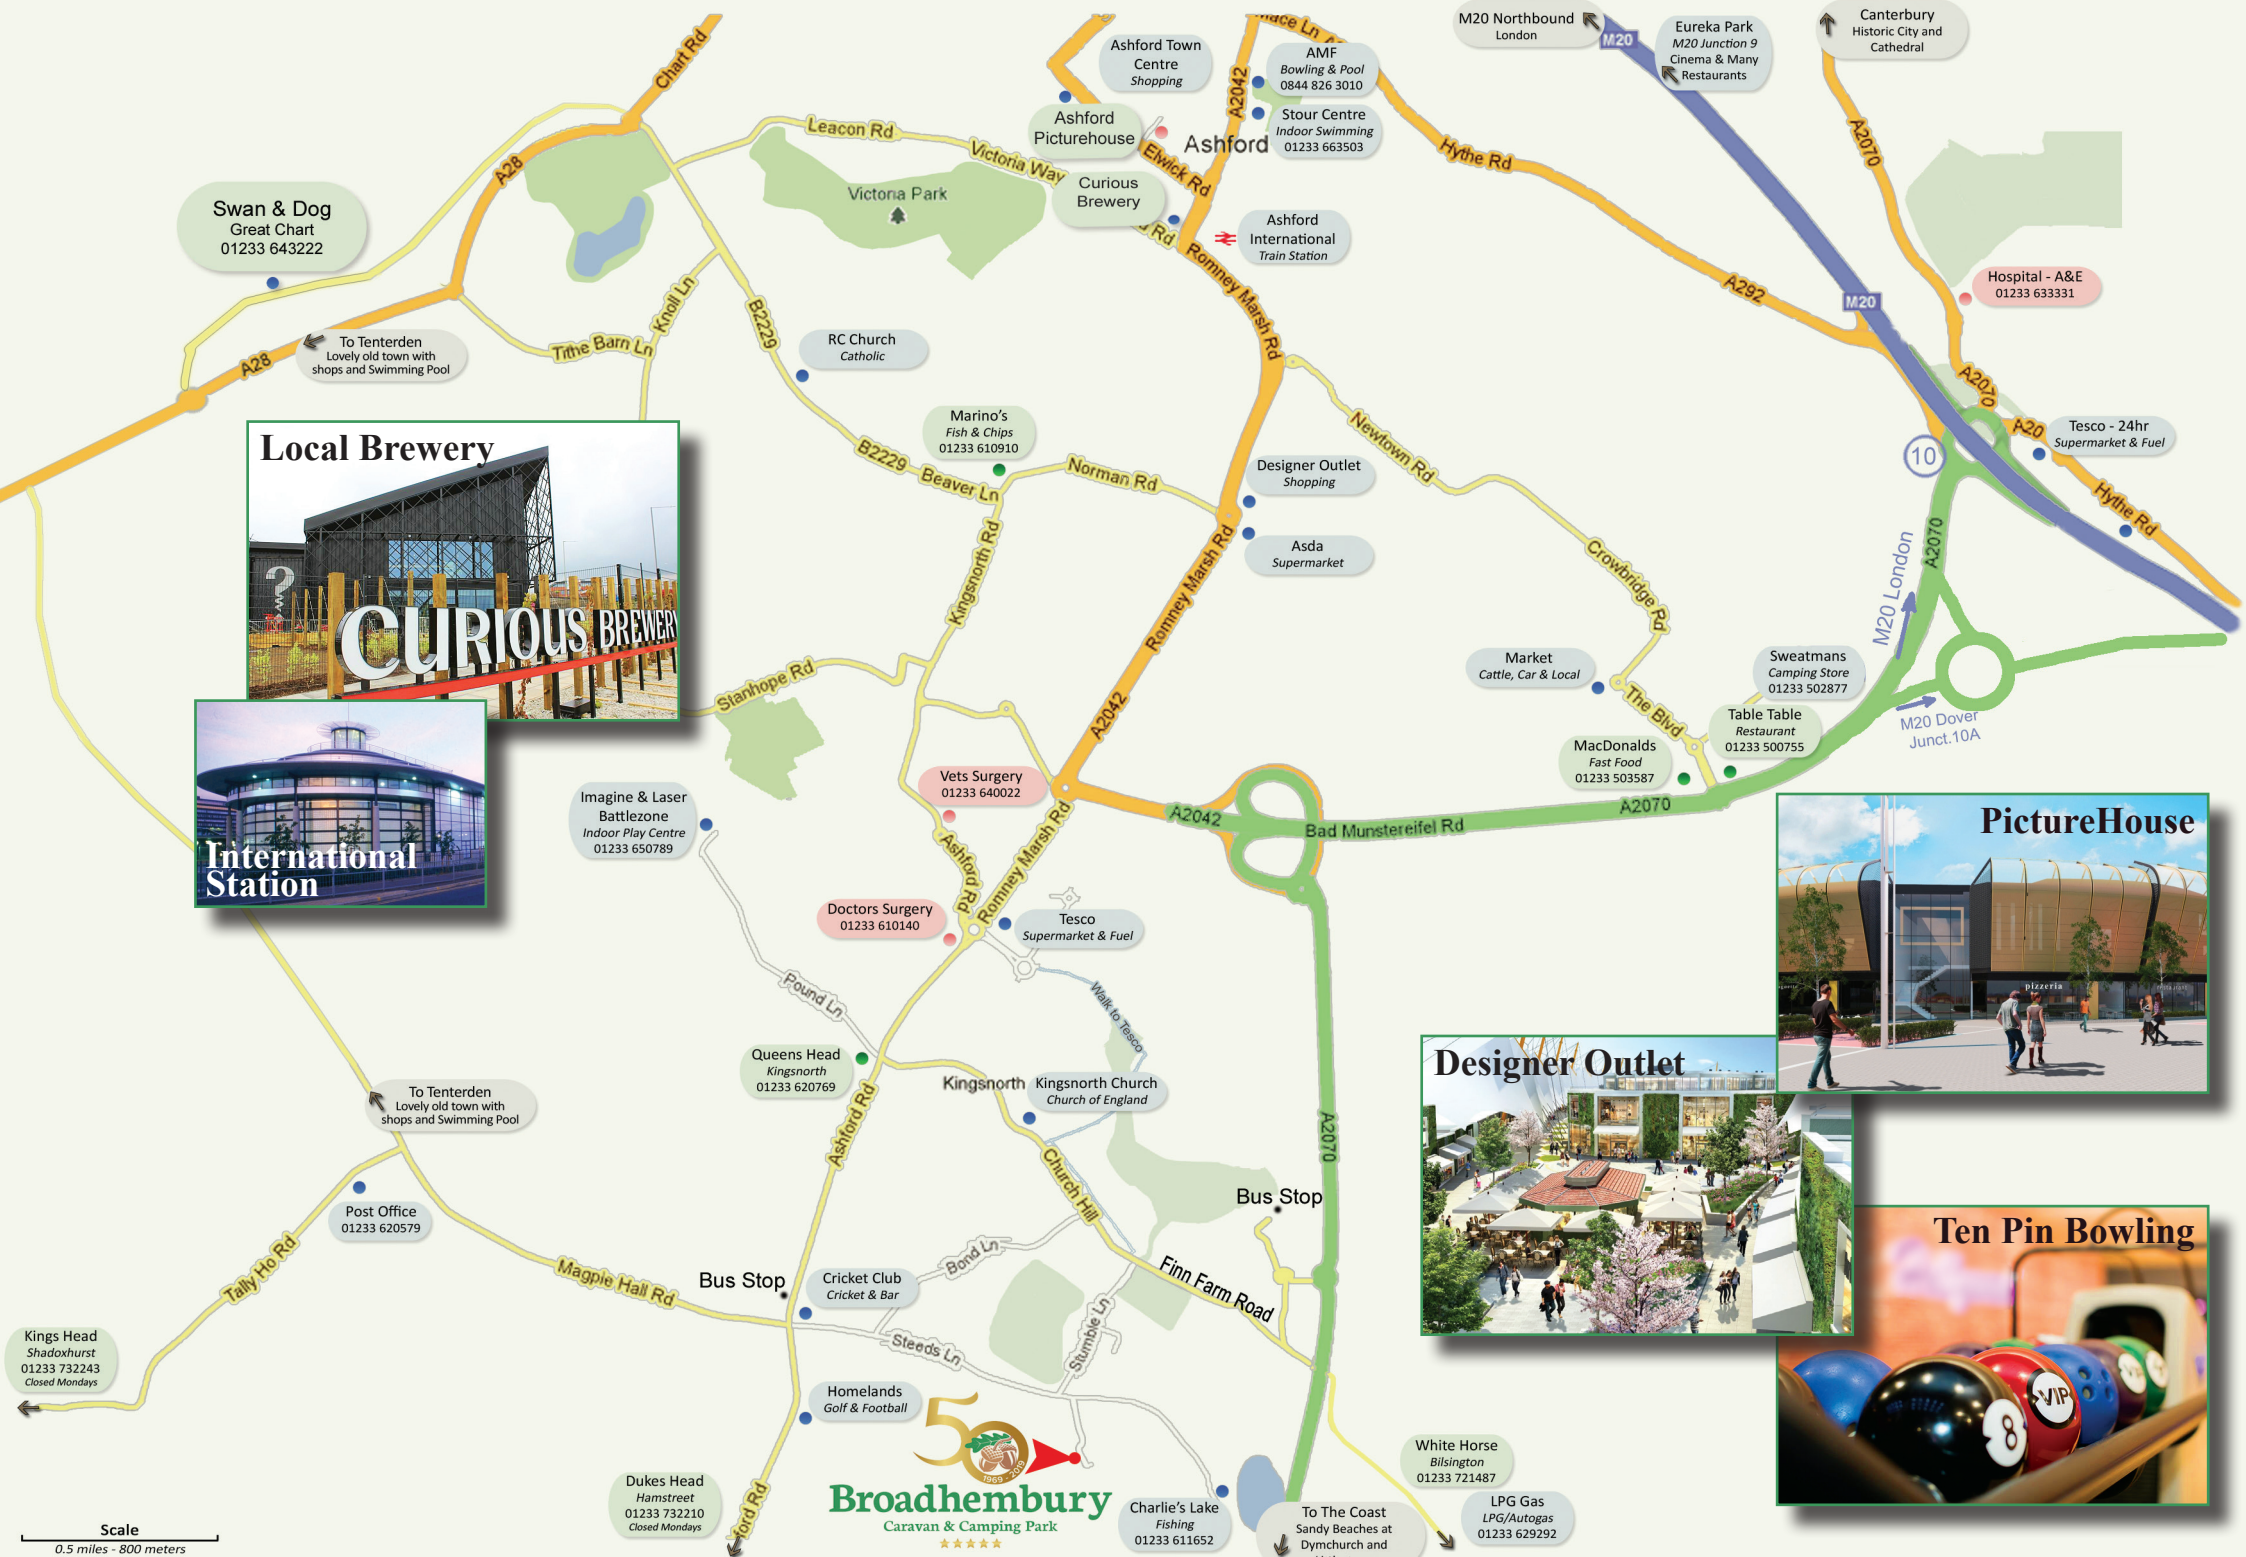 M20 Northbound
London
M20
Eureka Park
M20 Junction 9
Cinema & Many
Restaurants
Canterbury
Historic City and
Cathedral
Chart Rd
Ashford Town
Centre
Shopping
A2042
AMF
Bowling & Pool
0844 826 3010
Stour Centre
Indoor Swimming
01233 663503
Ashford
Picturehouse
Ashford
Elwick Rd
Leacon Rd
Victoria Way
Curious
Brewery
Rd
Victoria Park
Hythe Rd
A2070
A28
Swan & Dog
Great Chart
01233 643222
Ashford
International
Train Station
Romney Marsh Rd
A292
M20
Hospital - A&E
01233 633331
Knoll Ln
B2229
Tithe Barn Ln
To Tenterden
Lovely old town with
shops and Swimming Pool
A28
RC Church
Catholic
A2070
A20
Tesco - 24hr
Supermarket & Fuel
10
Hythe Rd
Marino's
Fish & Chips
01233 610910
B2229
Beaver Ln
Norman Rd
Newtown Rd
Designer Outlet
Shopping
Asda
Supermarket
Local Brewery
?
CURIOUS BREWERY
Kingsnorth Rd
Romney Marsh Rd
Crowbridge Rd
A2070
M20 London
Market
Cattle, Car & Local
Sweatmans
Camping Store
01233 502877
The Blvd
Table Table
Restaurant
01233 500755
M20 Dover
Junct.10A
MacDonalds
Fast Food
01233 503587
Stanhope Rd
A2042
International
Station
Imagine & Laser
Battlezone
Indoor Play Centre
01233 650789
Vets Surgery
01233 640022
A2042
Bad Munstereifel Rd
A2070
PictureHouse
pizzeria
Ashford Rd
Romney Marsh Rd
Doctors Surgery
01233 610140
Tesco
Supermarket & Fuel
Pound Ln
Walk to Tesco
Queens Head
Kingsnorth
01233 620769
Kingsnorth
Kingsnorth Church
Church of England
Designer Outlet
To Tenterden
Lovely old town with
shops and Swimming Pool
Ashford Rd
Church Hill
A2070
Post Office
01233 620579
Bus Stop
Tally Ho Rd
Magpie Hall Rd
Bus Stop
Cricket Club
Cricket & Bar
Bond Ln
Finn Farm Road
Ten Pin Bowling
8
VIP
Steeds Ln
Stumble Ln
Kings Head
Shadoxhurst
01233 732243
Closed Mondays
Homelands
Golf & Football
50
1969 - 2019
Broadhembury
Caravan & Camping Park
Dukes Head
Hamstreet
01233 732210
Closed Mondays
ford Rd
Charlie's Lake
Fishing
01233 611652
To The Coast
Sandy Beaches at
Dymchurch and
White Horse
Bilsington
01233 721487
LPG Gas
LPG/Autogas
01233 629292
Scale
0.5 miles - 800 meters